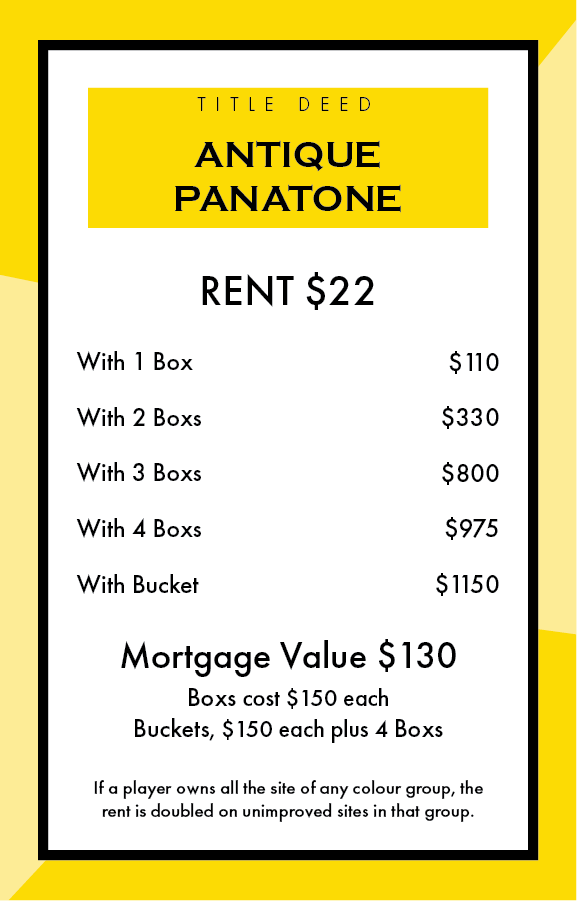 TITLE DEED
ANTIQUE
PANATONE
RENT $22
With 1 Box $110
With 2 Boxs $330
With 3 Boxs $800
With 4 Boxs $975
With Bucket $1150
Mortgage Value $130
Boxs cost $150 each
Buckets, $150 each plus 4 Boxs
If a player owns all the site of any colour group, the
rent is doubled on unimproved sites in that group.